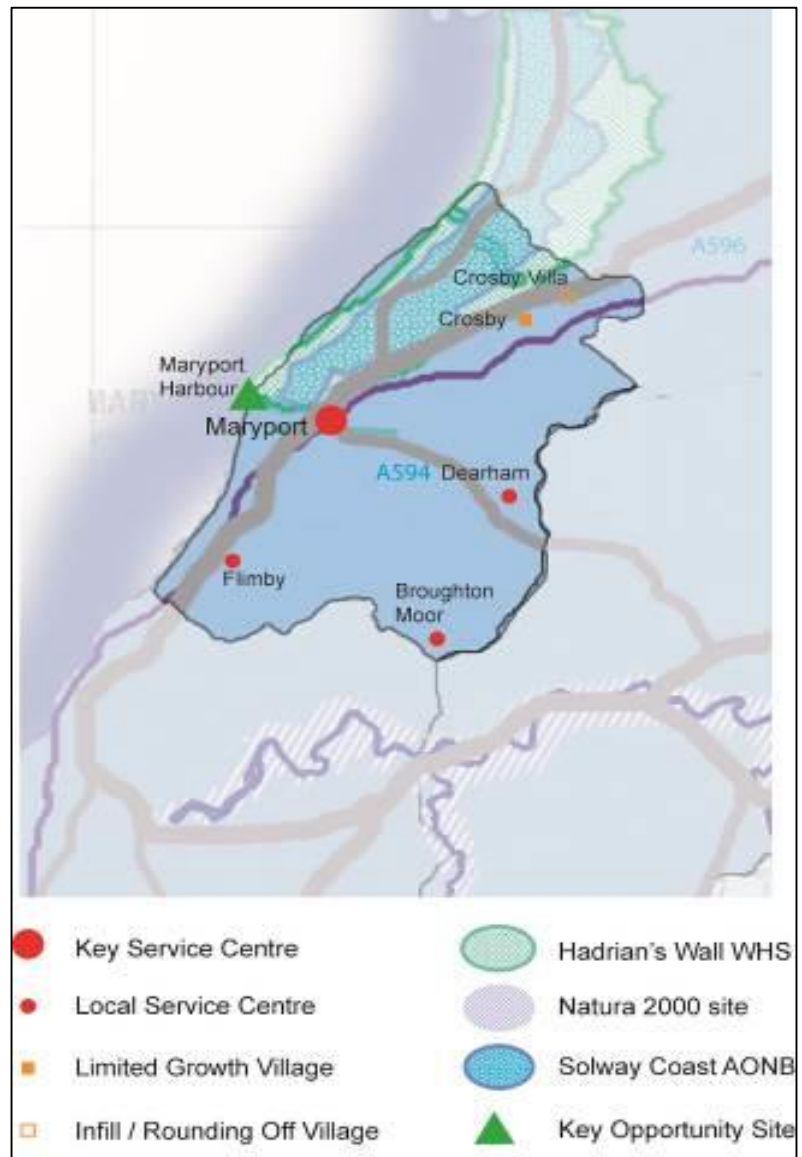 A596
Crosby Villa
Crosby
Maryport
Harbour
MARY
Maryport
A594
Dearham
Flimby
Broughton
Moor
Key Service Centre
Hadrian's Wall WHS
Local Service Centre
Natura 2000 site
Limited Growth Village
Solway Coast AONB
Infill / Rounding Off Village
Key Opportunity Site